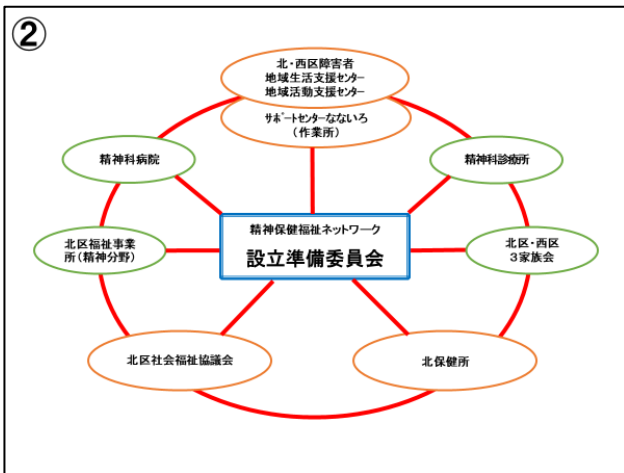 ②
北・西区障害者
地域生活支援センター
地域活動支援センター
サポートセンターなないろ
（作業所）
精神科病院
精神科診療所
精神保健福祉ネットワーク
設立準備委員会
北区福祉事業
所（精神分野）
北区・西区
３家族会
北区社会福祉協議会
北保健所